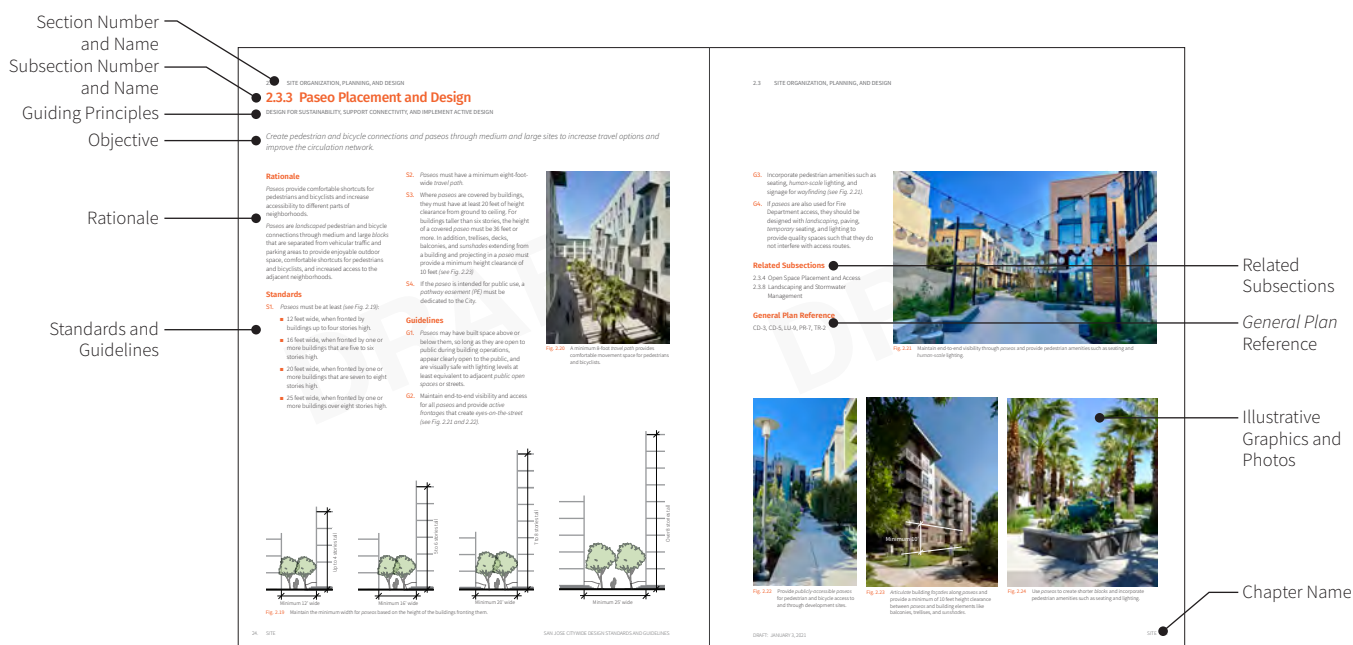 Section Number
and Name
Subsection Number
and Name
Guiding Principles
Objective
Rationale
Standards and
Guidelines
SITE ORGANIZATION, PLANNING, AND DESIGN
2.3.3 Paseo Placement and Design
DESIGN FOR SUSTAINABILITY, SUPPORT CONNECTIVITY, AND IMPLEMENT ACTIVE DESIGN
Create pedestrian and bicycle connections and paseos through medium and large sites to increase travel options and
improve the circulation network.
Rationale
Paseos provide comfortable shortcuts for
pedestrians and bicyclists and increase
accessibility to different parts of
neighborhoods.
Paseos are landscaped pedestrian and bicycle
connections through medium and large blocks
that are separated from vehicular traffic and
parking areas to provide enjoyable outdoor
space, comfortable shortcuts for pedestrians
and bicyclists, and increased access to the
adjacent neighborhoods.
Standards
S1. Paseos must be at least (see Fig. 2.19):
■ 12 feet wide, when fronted by
buildings up to four stories high.
■ 16 feet wide, when fronted by one or
more buildings that are five to six
stories high.
■ 20 feet wide, when fronted by one or
more buildings that are seven to eight
stories high.
■ 25 feet wide, when fronted by one or
more buildings over eight stories high.
S2. Paseos must have a minimum eight-foot-
wide travel path.
S3. Where paseos are covered by buildings,
they must have at least 20 feet of height
clearance from ground to ceiling. For
buildings taller than six stories, the height
of a covered paseo must be 36 feet or
more. In addition, trellises, decks,
balconies, and sunshades extending from
a building and projecting in a paseo must
provide a minimum height clearance of
10 feet (see Fig. 2.23)
S4. If the paseo is intended for public use, a
pathway easement (PE) must be
dedicated to the City.
Guidelines
G1. Paseos may have built space above or
below them, so long as they are open to
public during building operations,
appear clearly open to the public, and
are visually safe with lighting levels at
least equivalent to adjacent public open
spaces or streets.
G2. Maintain end-to-end visibility and access
for all paseos and provide active
frontages that create eyes-on-the-street
(see Fig. 2.21 and 2.22).
Fig. 2.20 A minimum 8-foot travel path provides
comfortable movement space for pedestrians
and bicyclists
Up to 4 stories tall
5 to 6 stories tall
7 to 8 stories tall
Over 8 stories tall
Minimum 12' wide
Minimum 16' wide
Minimum 20' wide
Fig. 2.19 Maintain the minimum width for paseos based on the height of the buildings fronting them.
24 SITE
SAN JOSE CITYWIDE DESIGN STANDARDS AND GUIDELINES
2.3 SITE ORGANIZATION, PLANNING, AND DESIGN
G3. Incorporate pedestrian amenities such as
seating, human-scale lighting, and
signage for wayfinding (see Fig. 2.21).
G4. If paseos are also used for Fire
Department access, they should be
designed with landscaping, paving,
temporary seating, and lighting to
provide quality spaces such that they do
not interfere with access routes.
Related Subsections
2.3.4 Open Space Placement and Access
2.3.8 Landscaping and Stormwater
Management
General Plan Reference
CD-3, CD-5, LU-9, PR-7, TR-2
Fig. 2.21 Maintain end-to-end visibility through paseos and provide pedestrian amenities such as seating and
human-scale lighting.
Minimum 10'
Fig. 2.22 Provide publicly-accessible paseos
for pedestrian and bicycle access to
and through development sites.
Fig. 2.23 Articulate building façades along paseos and
provide a minimum of 10 feet height clearance
between paseos and building elements like
balconies, trellises, and sunshades.
Fig. 2.24 Use paseos to create shorter blocks and incorporate
pedestrian amenities such as seating and lighting.
DRAFT: JANUARY 3, 2021
SITE
DRAFT
Related
Subsections
General Plan
Reference
Illustrative
Graphics and
Photos
Chapter Name